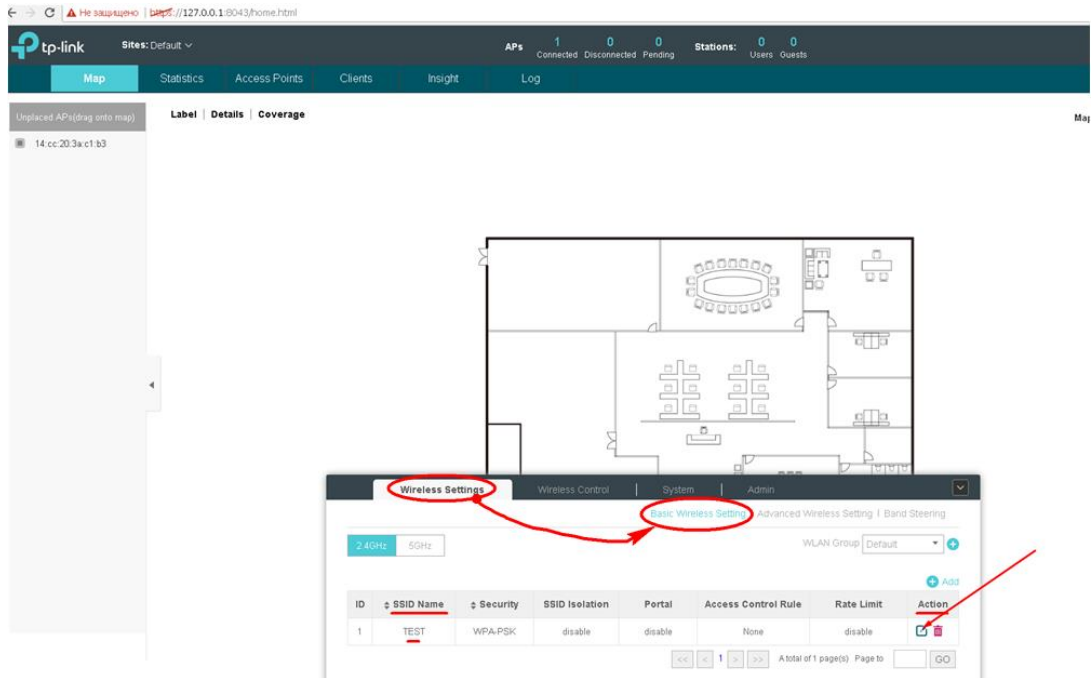 Не защищено | https://127.0.0.1:8043/home.html
tp-link Sites: Default APs 1 0 0 Stations: 0 0
Connected Disconnected Pending Users Guests
Map Statistics Access Points Clients Insight Log
Unplaced APs(drag onto map) Label | Details | Coverage
14:cc:20:3a:c1:b3
Wireless Settings Wireless Control | System | Admin
Basic Wireless Setting | Advanced Wireless Setting | Band Steering
2.4GHz 5GHz WLAN Group Default
Add
ID SSID Name Security SSID Isolation Portal Access Control Rule Rate Limit Action
1 TEST WPA-PSK disable disable None disable
<< < 1 > >> A total of 1 page(s) Page to GO